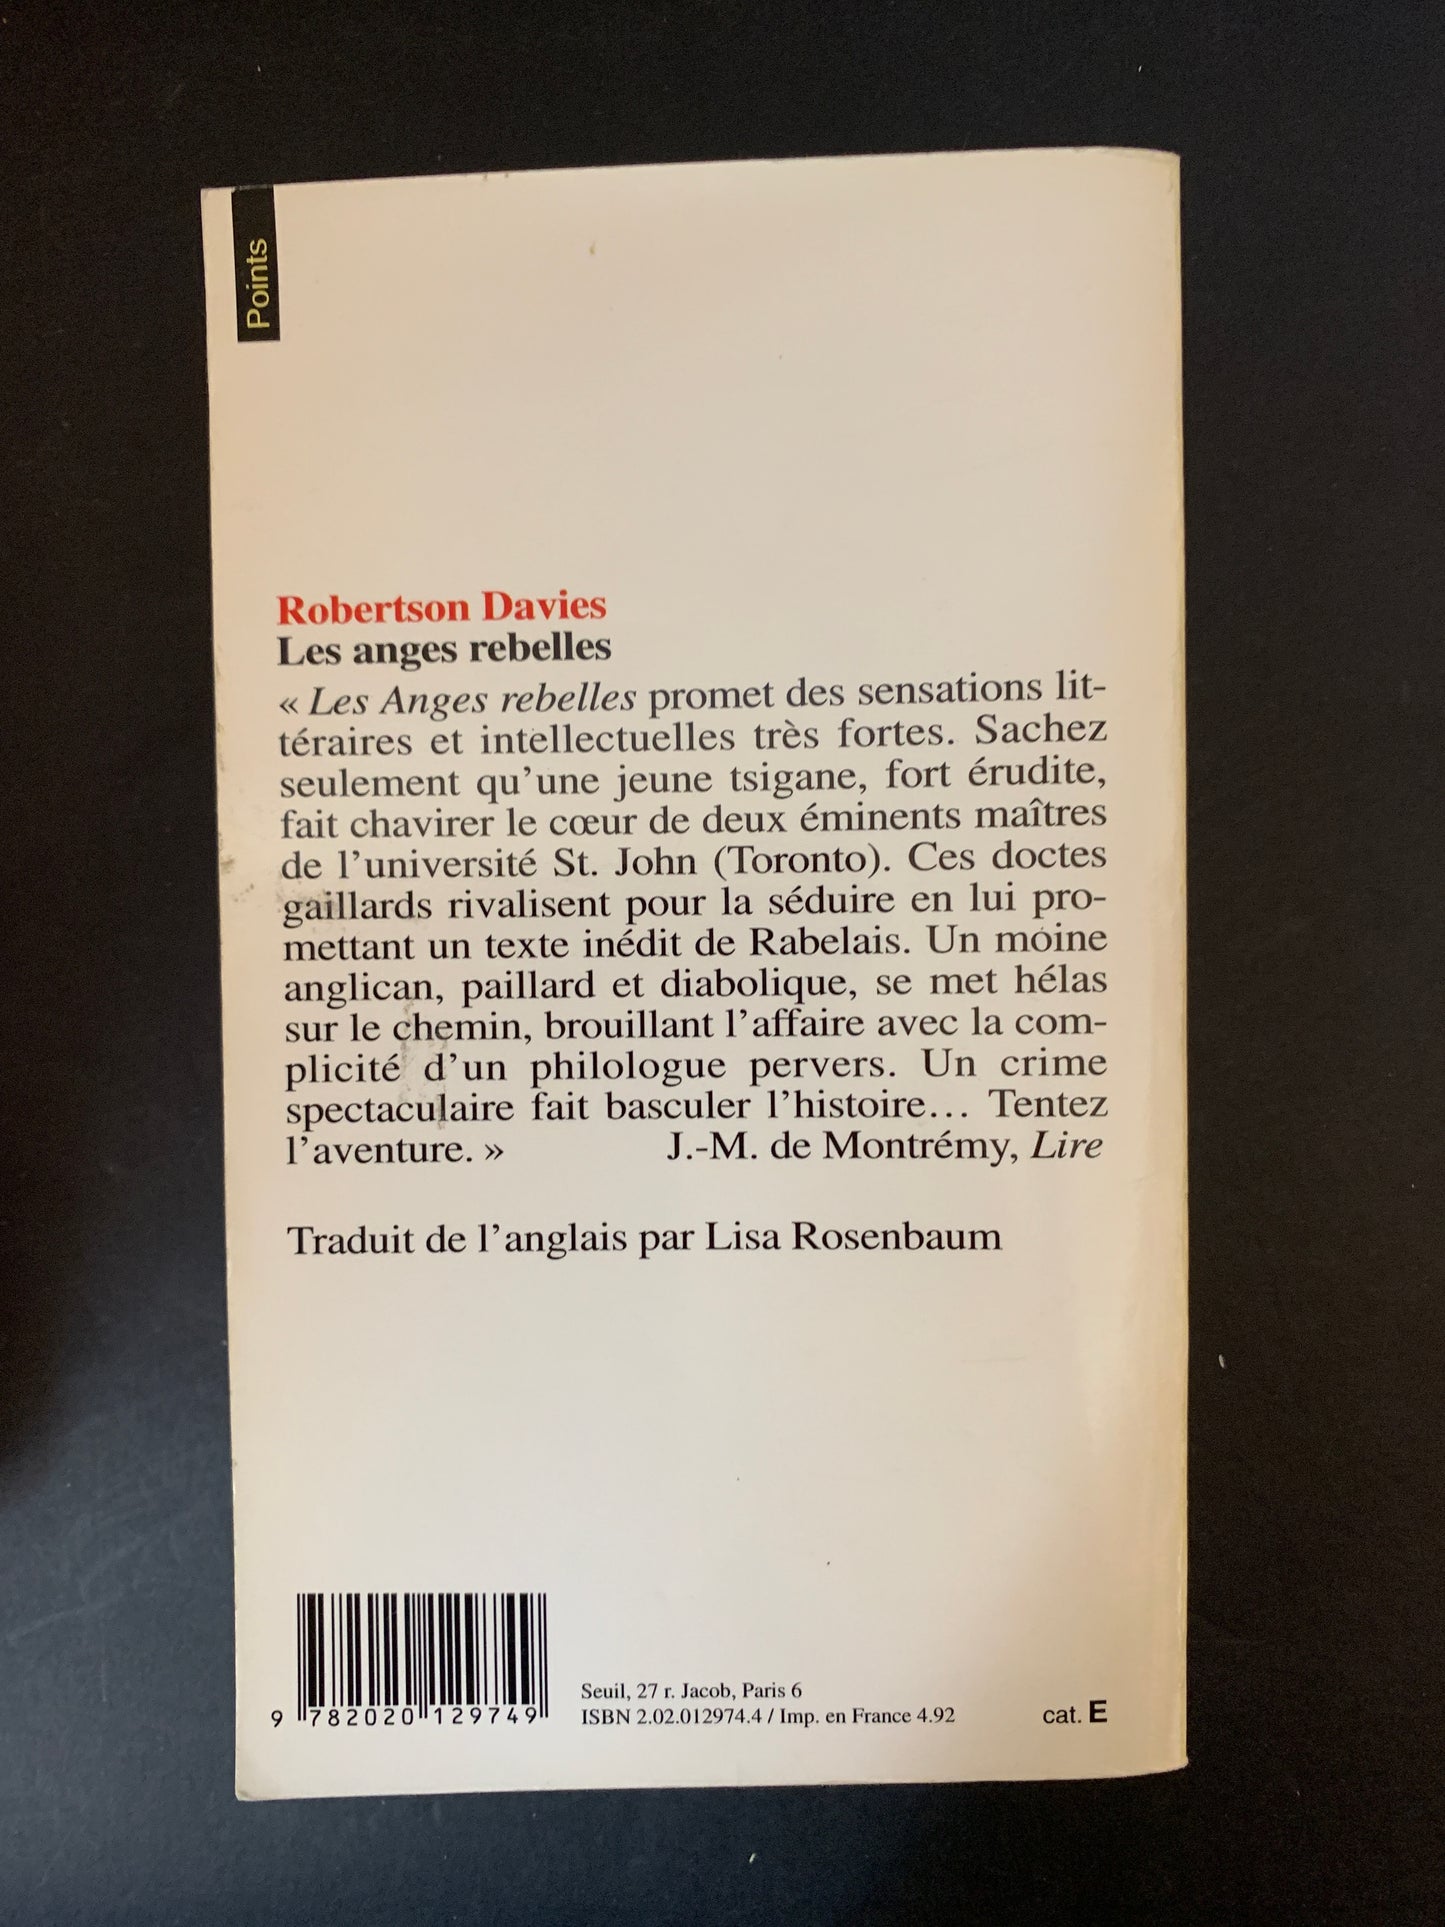 Points
Robertson Davies
Les anges rebelles
« Les Anges rebelles promet des sensations lit-
téraires et intellectuelles très fortes. Sachez
seulement qu’une jeune tsigane, fort érudite,
fait chavirer le cœur de deux éminents maîtres
de l’université St. John (Toronto). Ces doctes
gaillards rivalisent pour la séduire en lui pro-
mettant un texte inédit de Rabelais. Un moine
anglican, paillard et diabolique, se met hélas
sur le chemin, brouillant l’affaire avec la com-
plicité d’un philologue pervers. Un crime
spectaculaire fait basculer l’histoire… Tentez
l’aventure. » J.-M. de Montrémy, Lire
Traduit de l’anglais par Lisa Rosenbaum
9 782020 129749
Seuil, 27 r. Jacob, Paris 6
ISBN 2.02.012974.4 / Imp. en France 4.92
cat. E